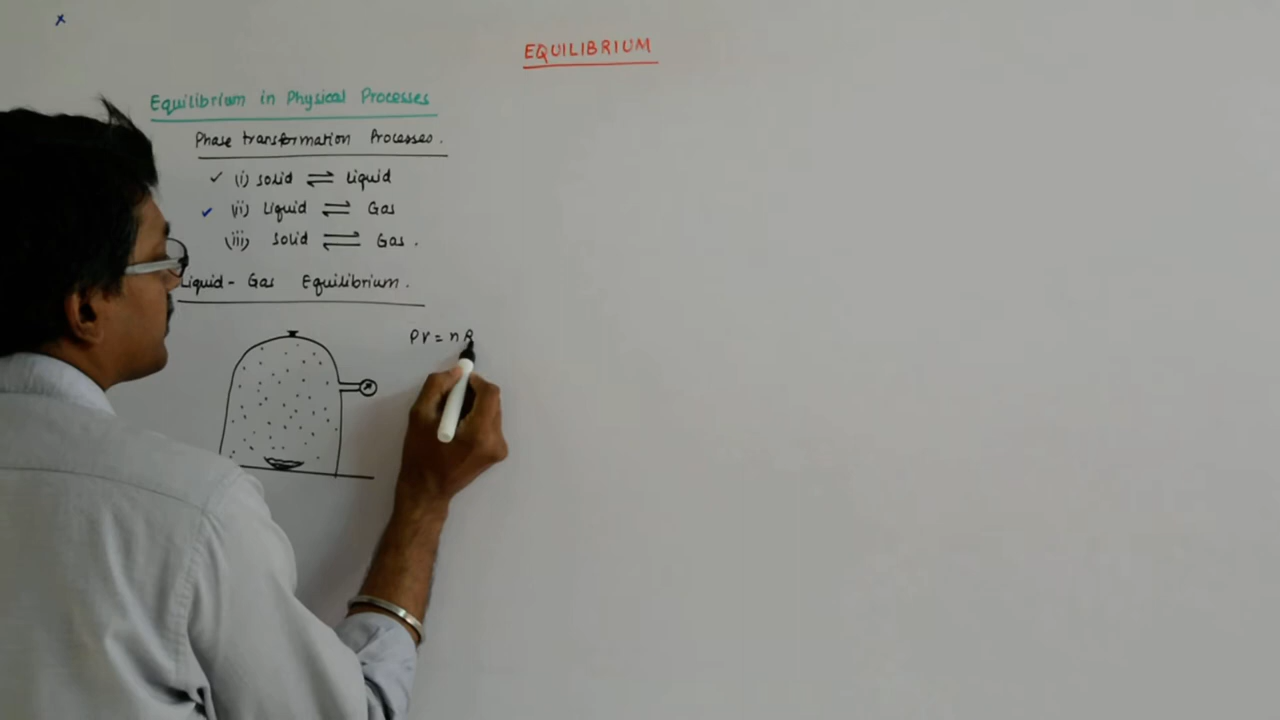 EQUILIBRIUM
Equilibrium in Physical Processes
Phase transformation Processes.
✓ (i) Solid ⇌ Liquid
✓ (ii) Liquid ⇌ Gas
(iii) Solid ⇌ Gas.
Liquid - Gas Equilibrium.
PV = nR